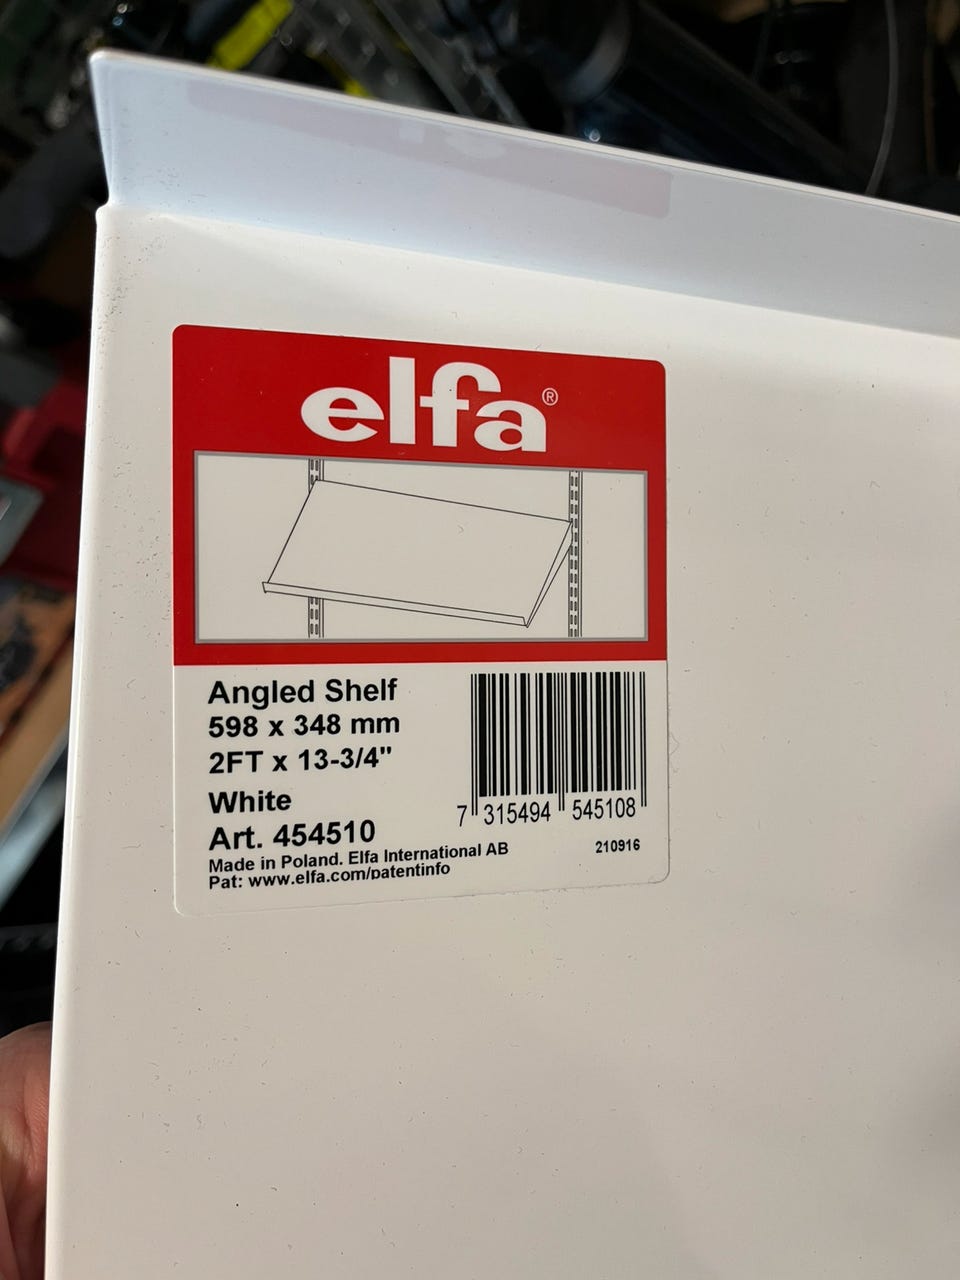 elfa®
Angled Shelf
598 x 348 mm
2FT x 13-3/4"
White
Art. 454510
Made in Poland. Elfa International AB
Pat: www.elfa.com/patentinfo
7 315494 545108
210916